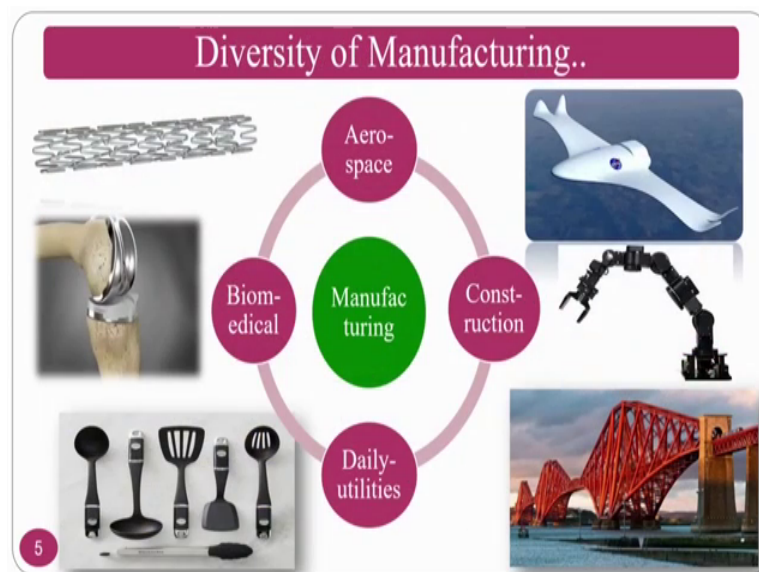 Diversity of Manufacturing..
Aero-
space
Biom-
edical
Manufac
turing
Const-
ruction
Daily-
utilities
5